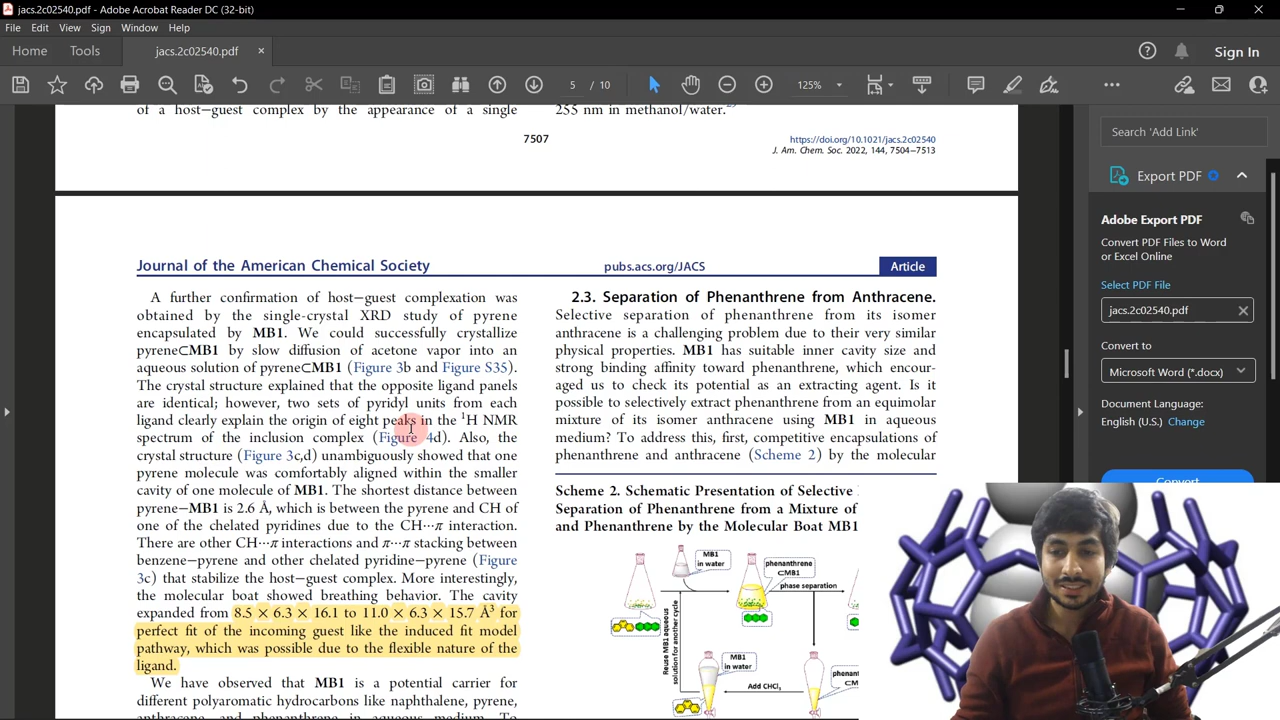 jacs.2c02540.pdf - Adobe Acrobat Reader DC (32-bit)
File Edit View Sign Window Help
Home Tools jacs.2c02540.pdf × Sign In
5 / 10 125%
of a host−guest complex by the appearance of a single
255 nm in methanol/water.
7507
https://doi.org/10.1021/jacs.2c02540
J. Am. Chem. Soc. 2022, 144, 7504−7513
Journal of the American Chemical Society
pubs.acs.org/JACS
Article
A further confirmation of host−guest complexation was
obtained by the single-crystal XRD study of pyrene
encapsulated by MB1. We could successfully crystallize
pyrene⊂MB1 by slow diffusion of acetone vapor into an
aqueous solution of pyrene⊂MB1 (Figure 3b and Figure S35).
The crystal structure explained that the opposite ligand panels
are identical; however, two sets of pyridyl units from each
ligand clearly explain the origin of eight peaks in the ¹H NMR
spectrum of the inclusion complex (Figure 4d). Also, the
crystal structure (Figure 3c,d) unambiguously showed that one
pyrene molecule was comfortably aligned within the smaller
cavity of one molecule of MB1. The shortest distance between
pyrene−MB1 is 2.6 Å, which is between the pyrene and CH of
one of the chelated pyridines due to the CH···π interaction.
There are other CH···π interactions and π···π stacking between
benzene−pyrene and other chelated pyridine−pyrene (Figure
3c) that stabilize the host−guest complex. More interestingly,
the molecular boat showed breathing behavior. The cavity
expanded from 8.5 × 6.3 × 16.1 to 11.0 × 6.3 × 15.7 Å³ for
perfect fit of the incoming guest like the induced fit model
pathway, which was possible due to the flexible nature of the
ligand.
We have observed that MB1 is a potential carrier for
different polyaromatic hydrocarbons like naphthalene, pyrene,
anthracene, and phenanthrene in aqueous medium. To
2.3. Separation of Phenanthrene from Anthracene.
Selective separation of phenanthrene from its isomer
anthracene is a challenging problem due to their very similar
physical properties. MB1 has suitable inner cavity size and
strong binding affinity toward phenanthrene, which encour-
aged us to check its potential as an extracting agent. Is it
possible to selectively extract phenanthrene from an equimolar
mixture of its isomer anthracene using MB1 in aqueous
medium? To address this, first, competitive encapsulations of
phenanthrene and anthracene (Scheme 2) by the molecular
Scheme 2. Schematic Presentation of Selective
Separation of Phenanthrene from a Mixture of
and Phenanthrene by the Molecular Boat MB1
MB1
in water
phenanthrene
⊂MB1
phase separation
Reuse MB1 aqueous
solution for another cycle
MB1
in water
Add CHCl₃
phenant
⊂M
Search 'Add Link'
Export PDF
Adobe Export PDF
Convert PDF Files to Word
or Excel Online
Select PDF File
jacs.2c02540.pdf
Convert to
Microsoft Word (*.docx)
Document Language:
English (U.S.) Change
Convert